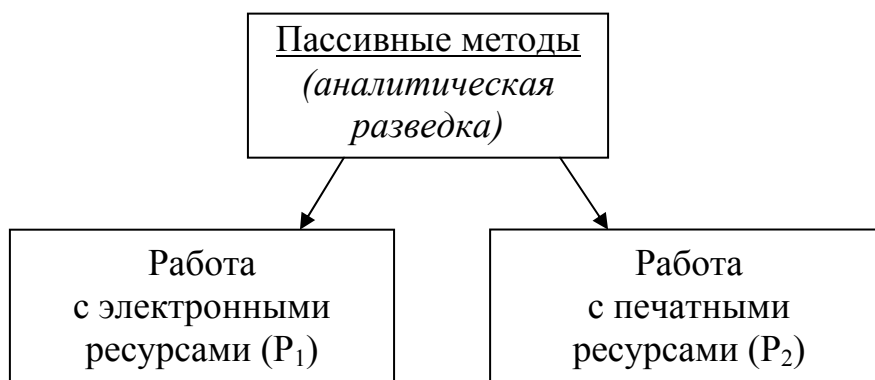 Пассивные методы
(аналитическая
разведка)
Работа
с электронными
ресурсами (P₁)
Работа
с печатными
ресурсами (P₂)